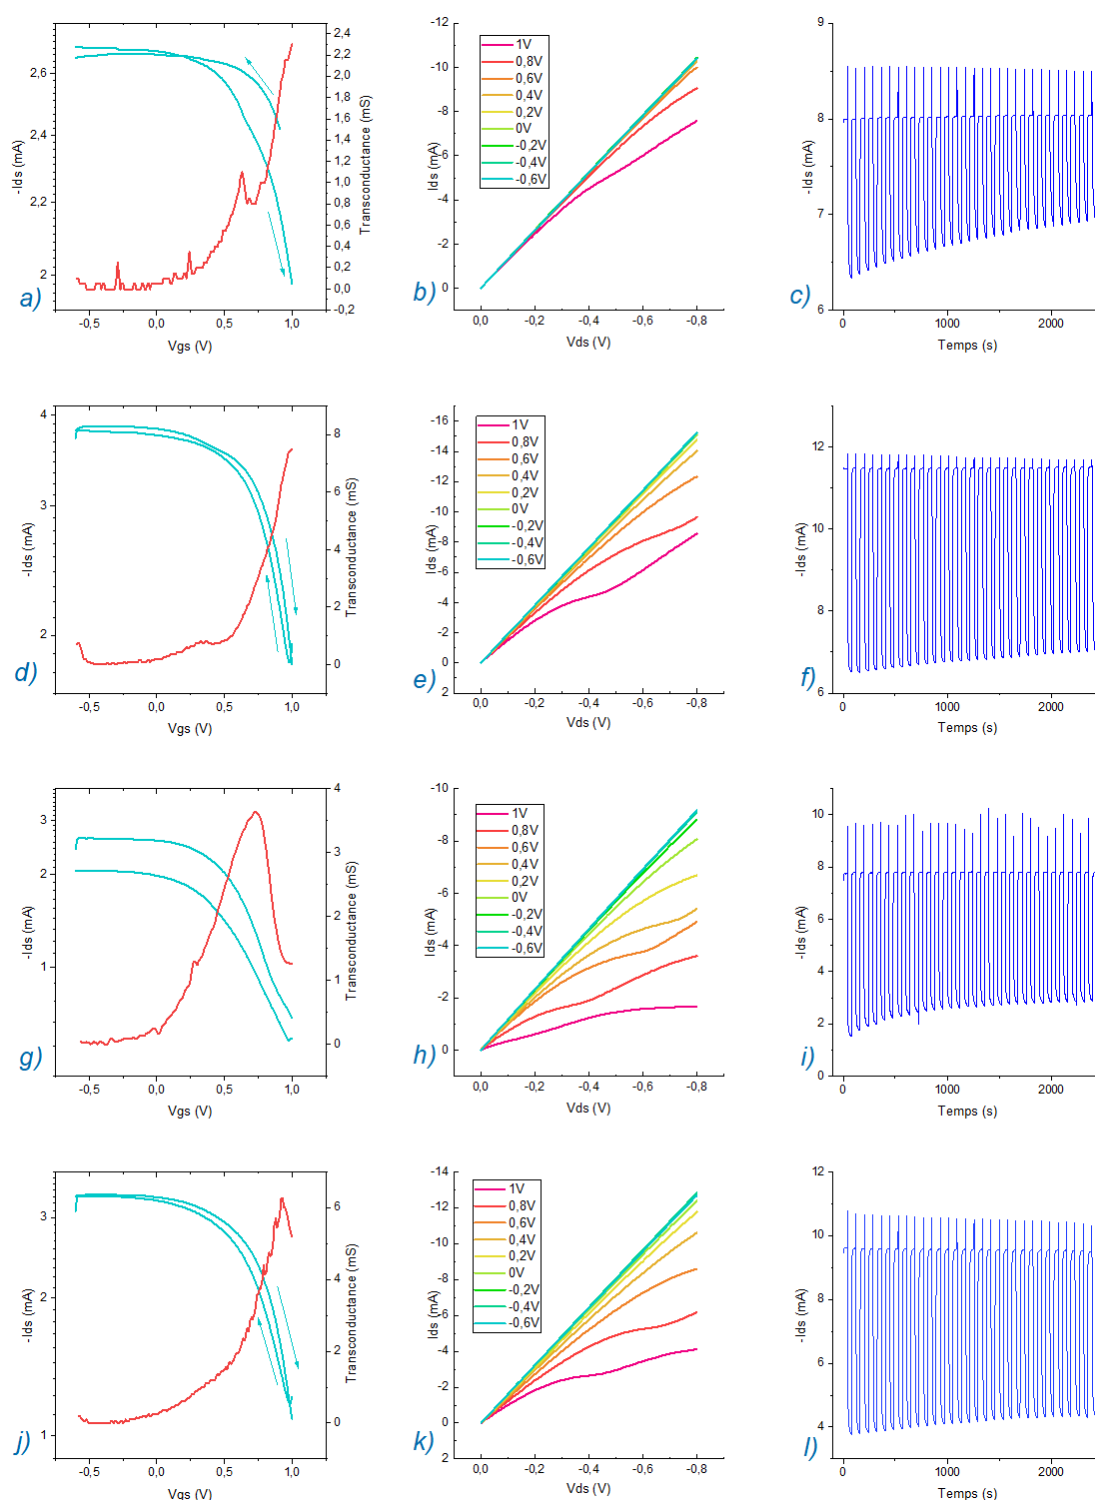 2,6
2,4
2,2
2
-Ids (mA)
2,4
2,2
2,0
1,8
1,6
1,4
1,2
1,0
0,8
0,6
0,4
0,2
0,0
-0,2
Transconductance (mS)
-0,5 0,0 0,5 1,0
Vgs (V)
a)
-12
-10
-8
-6
-4
-2
0
Ids (mA)
1V
0,8V
0,6V
0,4V
0,2V
0V
-0,2V
-0,4V
-0,6V
0,0 -0,2 -0,4 -0,6 -0,8
Vds (V)
b)
9
8
7
6
-Ids (mA)
0 1000 2000
Temps (s)
c)
4
3
2
-Ids (mA)
8
6
4
2
0
Transconductance (mS)
-0,5 0,0 0,5 1,0
Vgs (V)
d)
-16
-14
-12
-10
-8
-6
-4
-2
0
2
Ids (mA)
1V
0,8V
0,6V
0,4V
0,2V
0V
-0,2V
-0,4V
-0,6V
0,0 -0,2 -0,4 -0,6 -0,8
Vds (V)
e)
12
11
9
8
6
-Ids (mA)
0 1000 2000
Temps (s)
f)
3
2
1
-Ids (mA)
4
3
2
1
0
Transconductance (mS)
-0,5 0,0 0,5 1,0
Vgs (V)
g)
-10
-8
-6
-4
-2
0
Ids (mA)
1V
0,8V
0,6V
0,4V
0,2V
0V
-0,2V
-0,4V
-0,6V
0,0 -0,2 -0,4 -0,6 -0,8
Vds (V)
h)
10
8
6
4
2
0
-Ids (mA)
0 1000 2000
Temps (s)
i)
3
2
1
-Ids (mA)
6
4
2
0
Transconductance (mS)
-0,5 0,0 0,5 1,0
Vgs (V)
j)
-14
-12
-10
-8
-6
-4
-2
0
2
Ids (mA)
1V
0,8V
0,6V
0,4V
0,2V
0V
-0,2V
-0,4V
-0,6V
0,0 -0,2 -0,4 -0,6 -0,8
Vds (V)
k)
12
10
8
6
4
-Ids (mA)
0 1000 2000
Temps (s)
l)